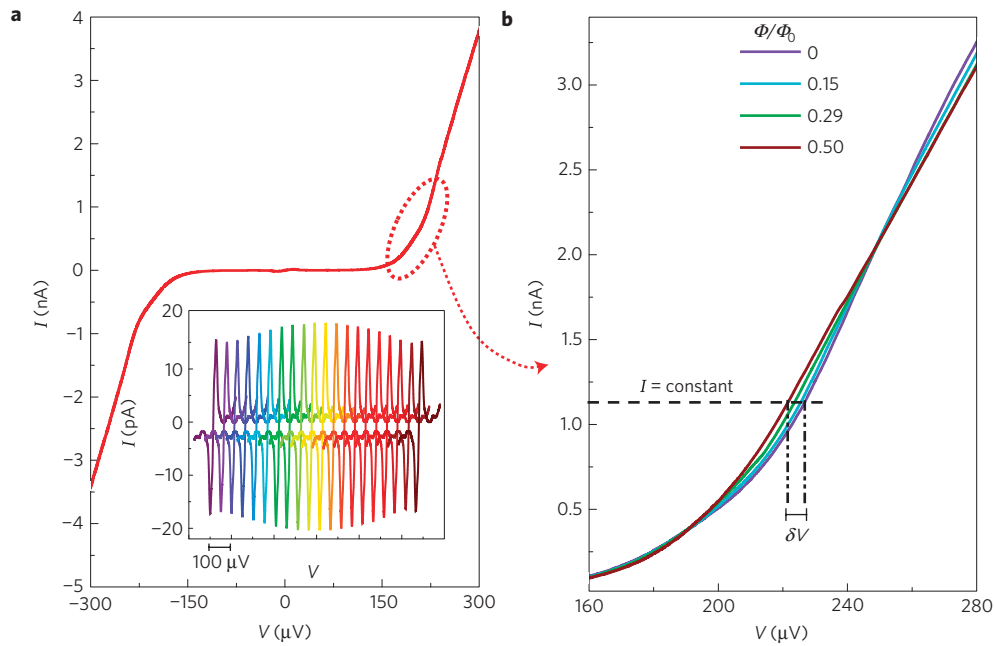 a
4
3
2
1
0
−1
−2
−3
−4
−5
I (nA)
−300
−150
0
150
300
V (µV)
20
10
0
−10
−20
I (pA)
100 µV
V
b
Φ/Φ0
0
0.15
0.29
0.50
3.0
2.5
2.0
1.5
1.0
0.5
I (nA)
I = constant
δV
160
200
240
280
V (µV)